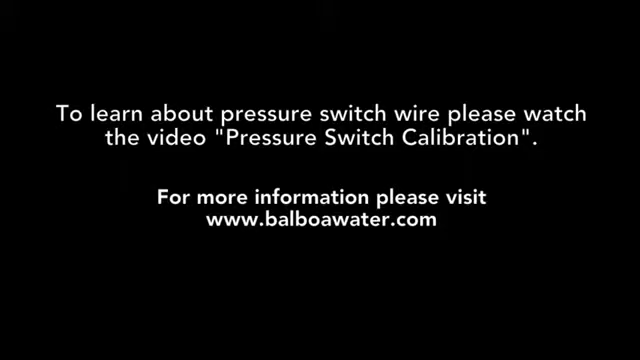 To learn about pressure switch wire please watch
the video "Pressure Switch Calibration".
For more information please visit
www.balboawater.com